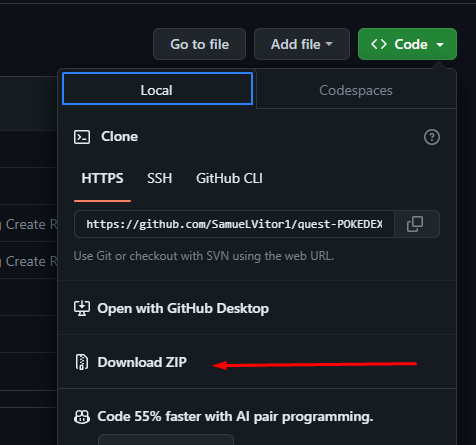 Go to file Add file <> Code
Local Codespaces
Clone
HTTPS SSH GitHub CLI
https://github.com/SamueLVitor1/quest-POKEDEX
Use Git or checkout with SVN using the web URL.
g Create R
g Create R
Open with GitHub Desktop
Download ZIP
Code 55% faster with AI pair programming.